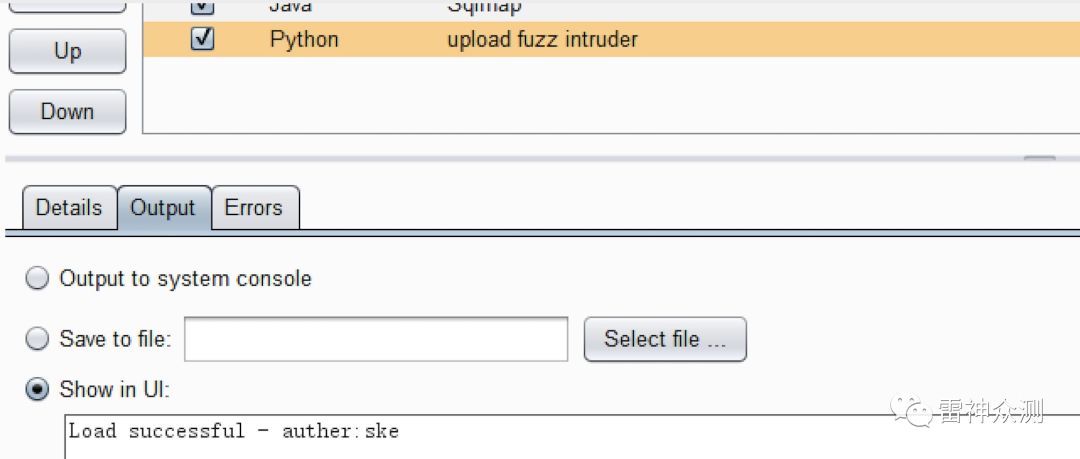 Java Sqlmap
Up
Python upload fuzz intruder
Down
Details Output Errors
Output to system console
Save to file: Select file ...
Show in UI:
Load successful - auther:ske
雷神众测